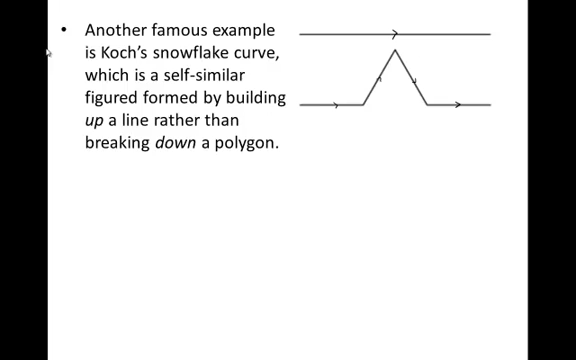 • Another famous example
is Koch's snowflake curve,
which is a self-similar
figured formed by building
up a line rather than
breaking down a polygon.